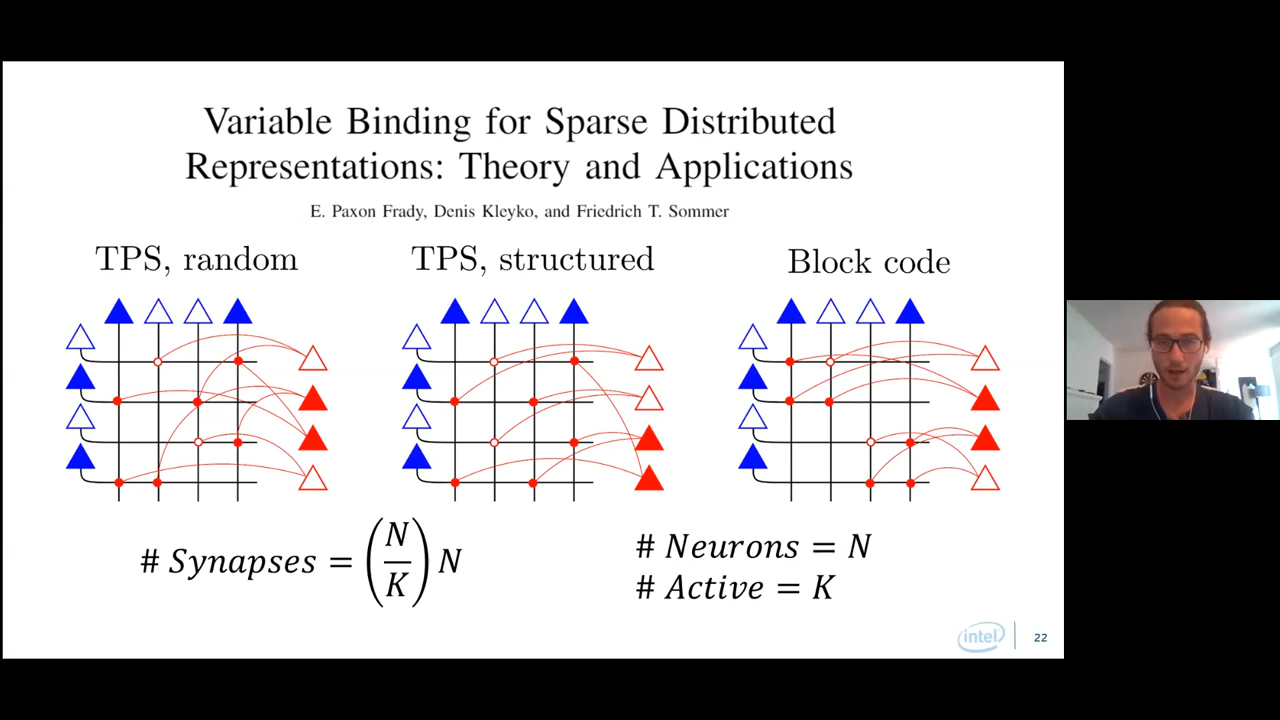 Variable Binding for Sparse Distributed
Representations: Theory and Applications
E. Paxon Frady, Denis Kleyko, and Friedrich T. Sommer
TPS, random
TPS, structured
Block code
# Synapses = (N/K) N
# Neurons = N
# Active = K
intel
22